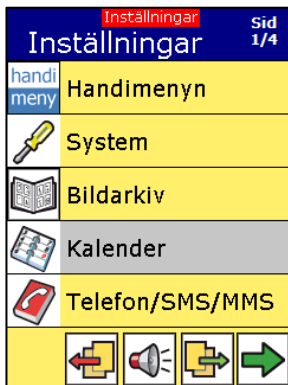 Inställningar
Inställningar
Sid
1/4
handi
meny
Handimenyn
System
Bildarkiv
Kalender
Telefon/SMS/MMS